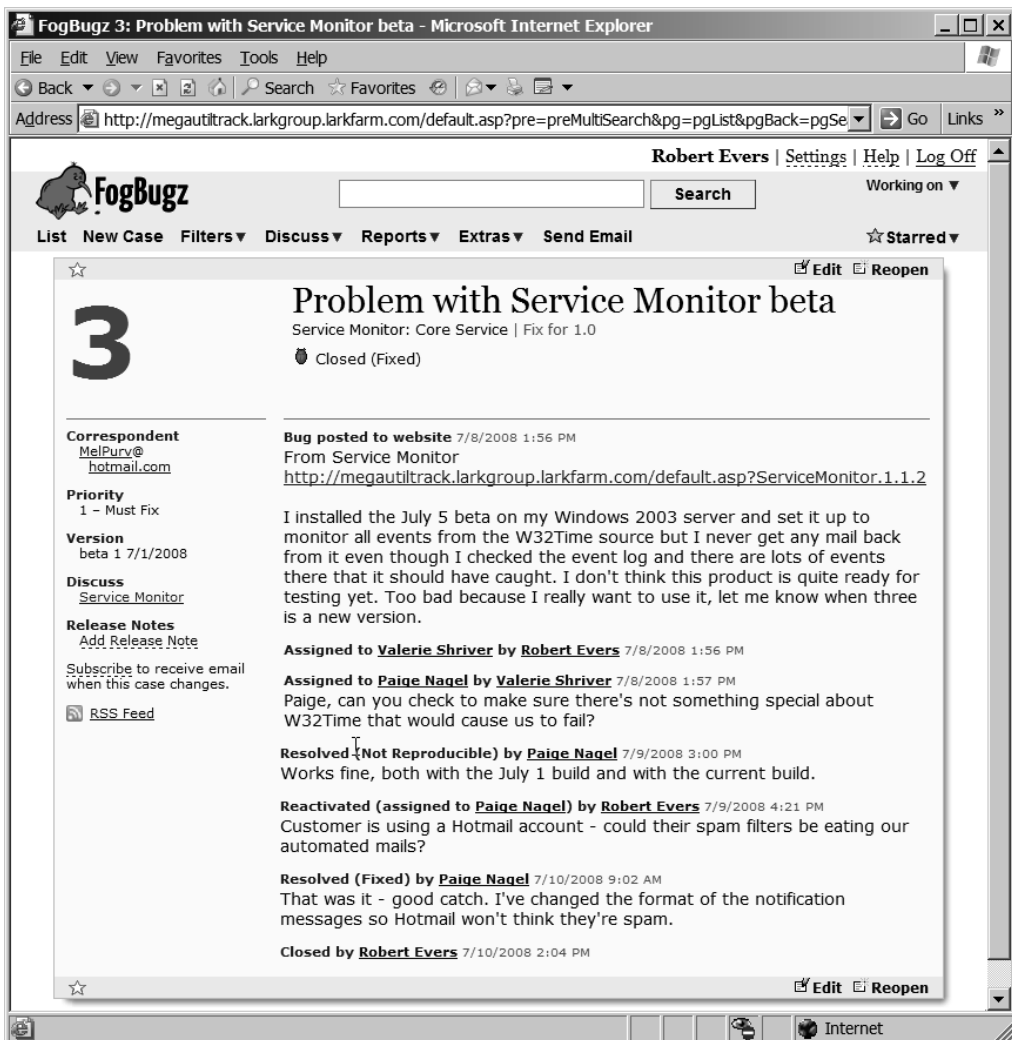 FogBugz 3: Problem with Service Monitor beta - Microsoft Internet Explorer
File Edit View Favorites Tools Help
Back Search Favorites
Address http://megautiltrack.larkgroup.larkfarm.com/default.asp?pre=preMultiSearch&pg=pgList&pgBack=pgSe Go Links »
Robert Evers | Settings | Help | Log Off
FogBugz Search Working on ▼
List New Case Filters▼ Discuss▼ Reports▼ Extras▼ Send Email ☆Starred▼
Edit Reopen
3
Problem with Service Monitor beta
Service Monitor: Core Service | Fix for 1.0
Closed (Fixed)
Correspondent
MelPurv@
hotmail.com
Priority
1 – Must Fix
Version
beta 1 7/1/2008
Discuss
Service Monitor
Release Notes
Add Release Note
Subscribe to receive email
when this case changes.
RSS Feed
Bug posted to website 7/8/2008 1:56 PM
From Service Monitor
http://megautiltrack.larkgroup.larkfarm.com/default.asp?ServiceMonitor.1.1.2
I installed the July 5 beta on my Windows 2003 server and set it up to
monitor all events from the W32Time source but I never get any mail back
from it even though I checked the event log and there are lots of events
there that it should have caught. I don't think this product is quite ready for
testing yet. Too bad because I really want to use it, let me know when three
is a new version.
Assigned to Valerie Shriver by Robert Evers 7/8/2008 1:56 PM
Assigned to Paige Nagel by Valerie Shriver 7/8/2008 1:57 PM
Paige, can you check to make sure there's not something special about
W32Time that would cause us to fail?
Resolved (Not Reproducible) by Paige Nagel 7/9/2008 3:00 PM
Works fine, both with the July 1 build and with the current build.
Reactivated (assigned to Paige Nagel) by Robert Evers 7/9/2008 4:21 PM
Customer is using a Hotmail account - could their spam filters be eating our
automated mails?
Resolved (Fixed) by Paige Nagel 7/10/2008 9:02 AM
That was it - good catch. I've changed the format of the notification
messages so Hotmail won't think they're spam.
Closed by Robert Evers 7/10/2008 2:04 PM
Edit Reopen
Internet